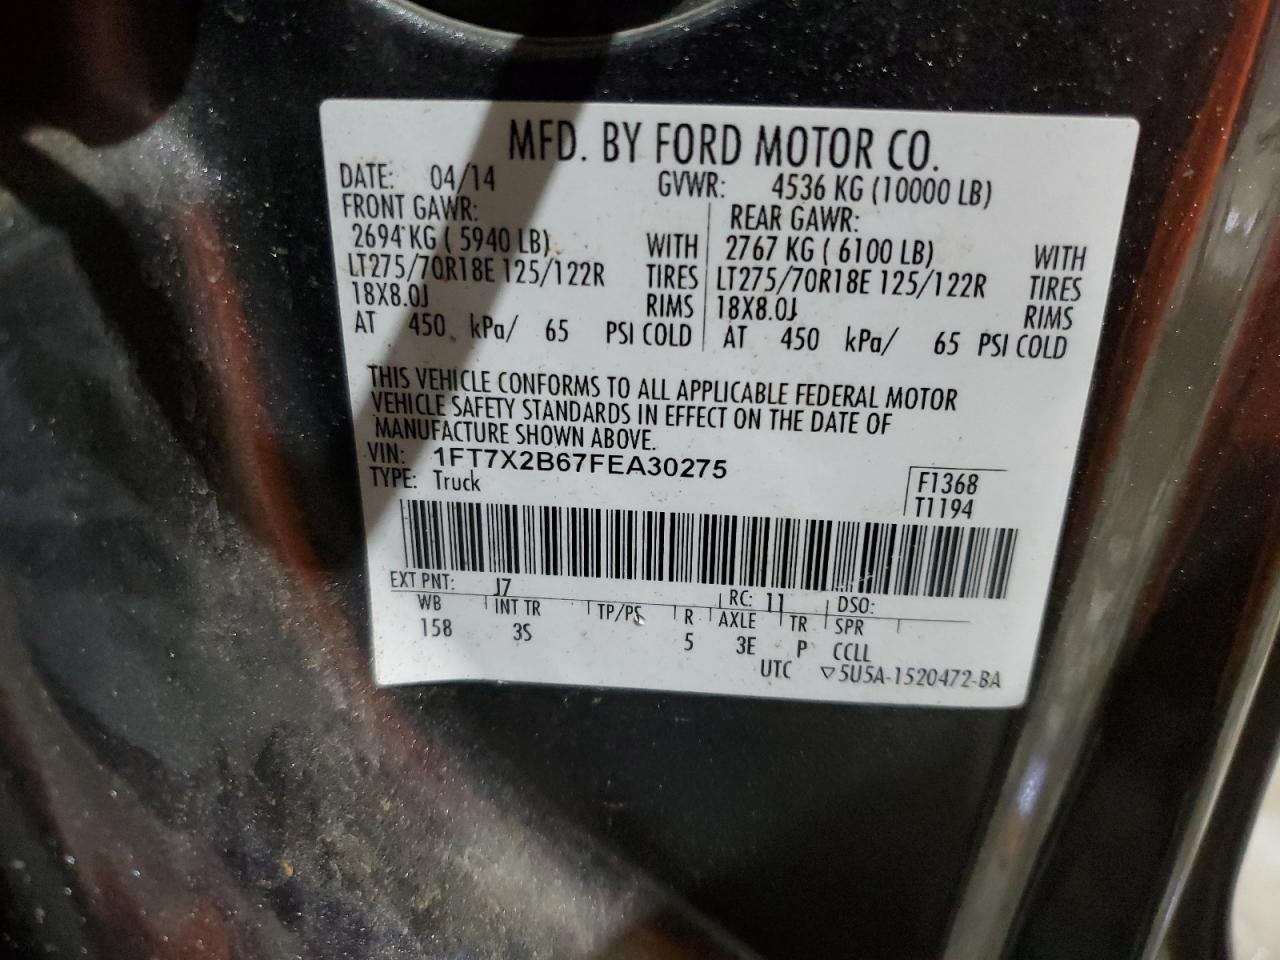 MFD. BY FORD MOTOR CO.
DATE: 04/14 GVWR: 4536 KG (10000 LB)
FRONT GAWR: REAR GAWR:
2694 KG ( 5940 LB) WITH 2767 KG ( 6100 LB) WITH
LT275/70R18E 125/122R TIRES LT275/70R18E 125/122R TIRES
18X8.0J RIMS 18X8.0J RIMS
AT 450 kPa/ 65 PSI COLD AT 450 kPa/ 65 PSI COLD
THIS VEHICLE CONFORMS TO ALL APPLICABLE FEDERAL MOTOR
VEHICLE SAFETY STANDARDS IN EFFECT ON THE DATE OF
MANUFACTURE SHOWN ABOVE.
VIN: 1FT7X2B67FEA30275
TYPE: Truck
F1368
T1194
EXT PNT: J7 RC: 11 DSO:
WB INT TR TP/PS R AXLE TR SPR
158 3S 5 3E P CCLL
UTC ▽5U5A-1520472-BA